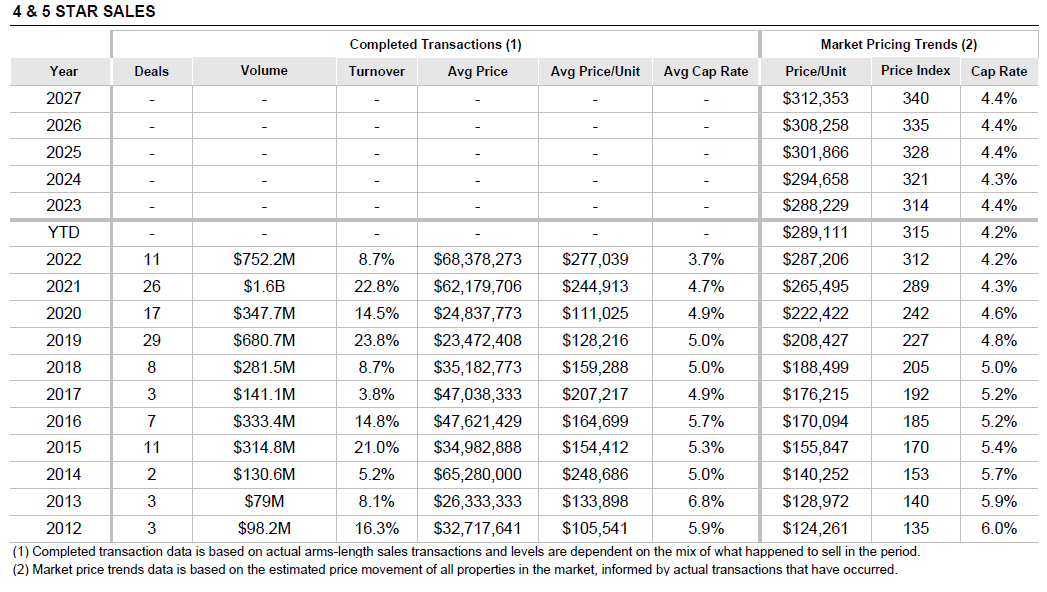 4 & 5 STAR SALES
Completed Transactions (1) Market Pricing Trends (2)
Year Deals Volume Turnover Avg Price Avg Price/Unit Avg Cap Rate Price/Unit Price Index Cap Rate
2027 - - - - - - $312,353 340 4.4%
2026 - - - - - - $308,258 335 4.4%
2025 - - - - - - $301,866 328 4.4%
2024 - - - - - - $294,658 321 4.3%
2023 - - - - - - $288,229 314 4.4%
YTD - - - - - - $289,111 315 4.2%
2022 11 $752.2M 8.7% $68,378,273 $277,039 3.7% $287,206 312 4.2%
2021 26 $1.6B 22.8% $62,179,706 $244,913 4.7% $265,495 289 4.3%
2020 17 $347.7M 14.5% $24,837,773 $111,025 4.9% $222,422 242 4.6%
2019 29 $680.7M 23.8% $23,472,408 $128,216 5.0% $208,427 227 4.8%
2018 8 $281.5M 8.7% $35,182,773 $159,288 5.0% $188,499 205 5.0%
2017 3 $141.1M 3.8% $47,038,333 $207,217 4.9% $176,215 192 5.2%
2016 7 $333.4M 14.8% $47,621,429 $164,699 5.7% $170,094 185 5.2%
2015 11 $314.8M 21.0% $34,982,888 $154,412 5.3% $155,847 170 5.4%
2014 2 $130.6M 5.2% $65,280,000 $248,686 5.0% $140,252 153 5.7%
2013 3 $79M 8.1% $26,333,333 $133,898 6.8% $128,972 140 5.9%
2012 3 $98.2M 16.3% $32,717,641 $105,541 5.9% $124,261 135 6.0%
(1) Completed transaction data is based on actual arms-length sales transactions and levels are dependent on the mix of what happened to sell in the period.
(2) Market price trends data is based on the estimated price movement of all properties in the market, informed by actual transactions that have occurred.